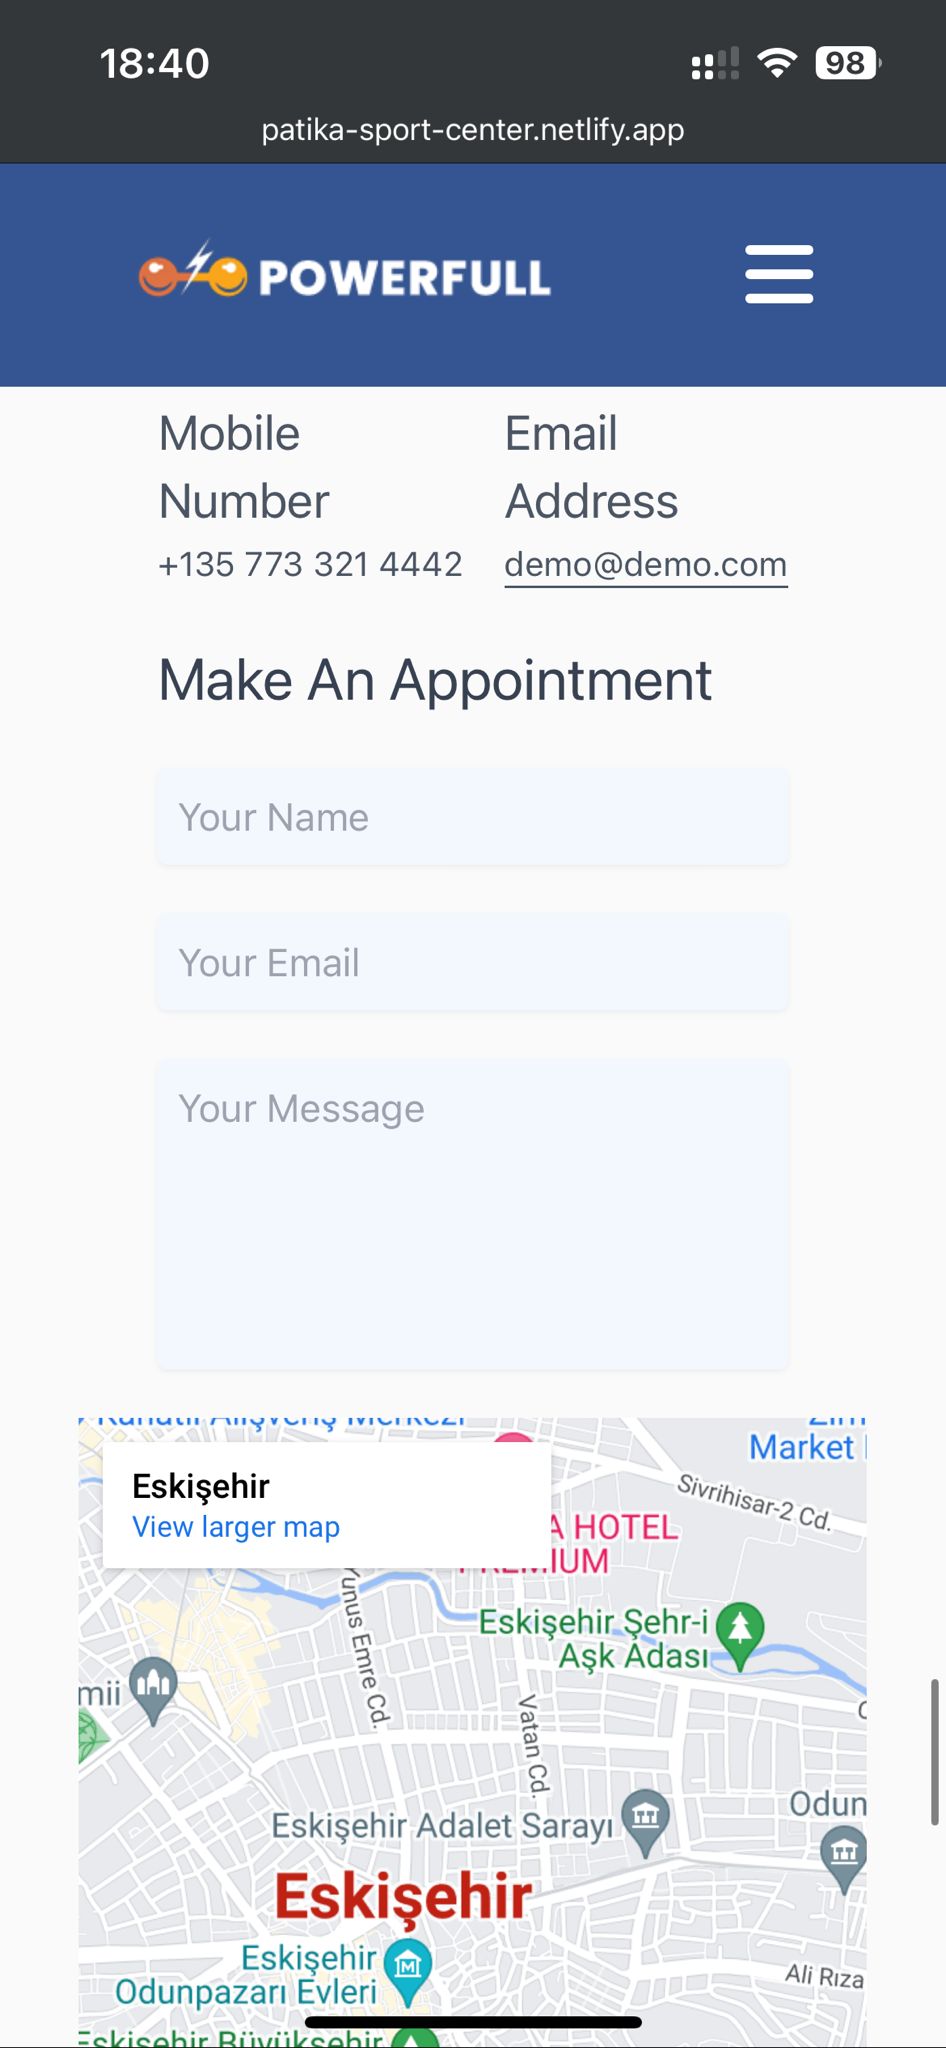 18:40
98
patika-sport-center.netlify.app
POWERFULL
Mobile
Number
+135 773 321 4442
Email
Address
demo@demo.com
Make An Appointment
Your Name
Your Email
Your Message
Eskişehir
View larger map
Market
Sivrihisar-2 Cd.
HOTEL
Yunus Emre Cd.
Eskişehir Şehr-i
Aşk Adası
mii
Vatan Cd.
Eskişehir Adalet Sarayı
Odun
Eskişehir
Eskişehir
Odunpazarı Evleri
Ali Rıza
Eskişehir Büyükşehir